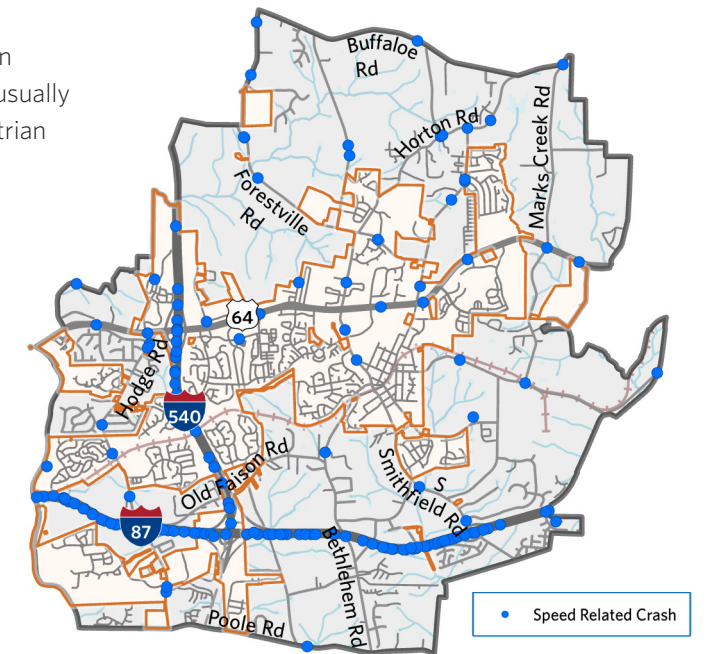 n
usually
trian
Buffaloe
Rd
Horton Rd
Marks Creek Rd
Forestville
Rd
64
Hodge Rd
540
Old Faison Rd
S
Smithfield Rd
87
Bethlehem Rd
Poole Rd
Speed Related Crash